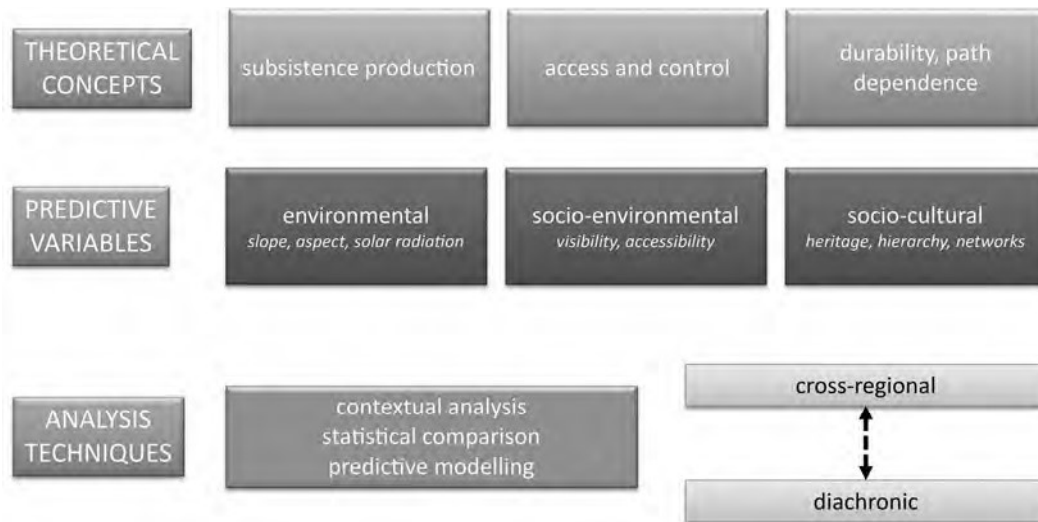 THEORETICAL
CONCEPTS
subsistence production
access and control
durability, path
dependence
PREDICTIVE
VARIABLES
environmental
slope, aspect, solar radiation
socio-environmental
visibility, accessibility
socio-cultural
heritage, hierarchy, networks
ANALYSIS
TECHNIQUES
contextual analysis
statistical comparison
predictive modelling
cross-regional
diachronic